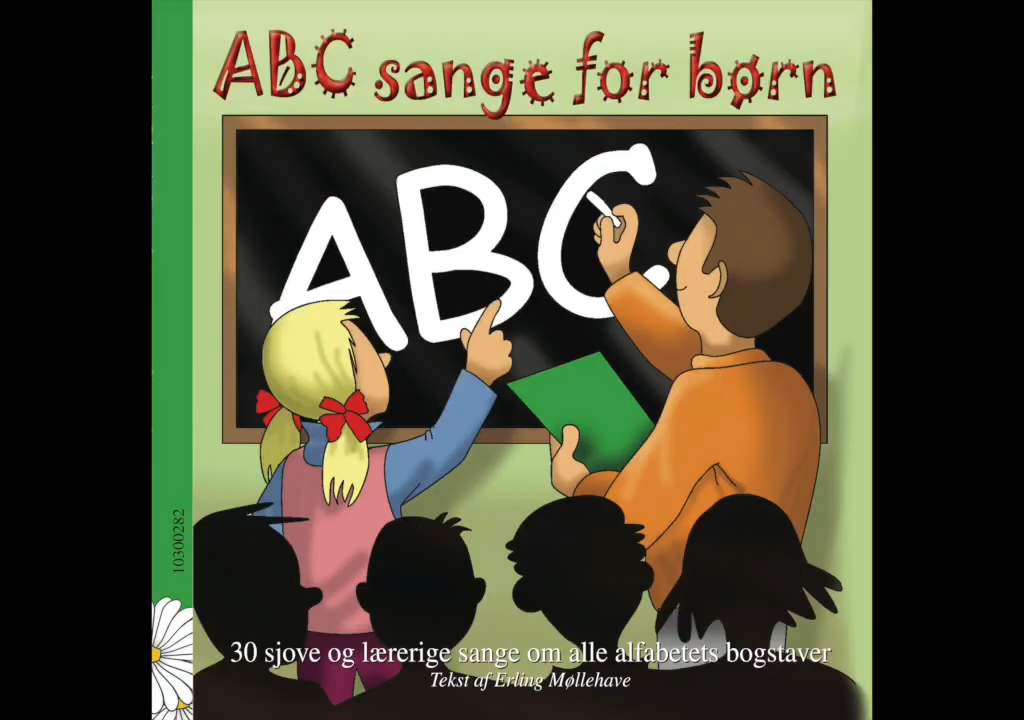 ABC sange for børn
ABC
10300282
30 sjove og lærerige sange om alle alfabetets bogstaver
Tekst af Erling Møllehave